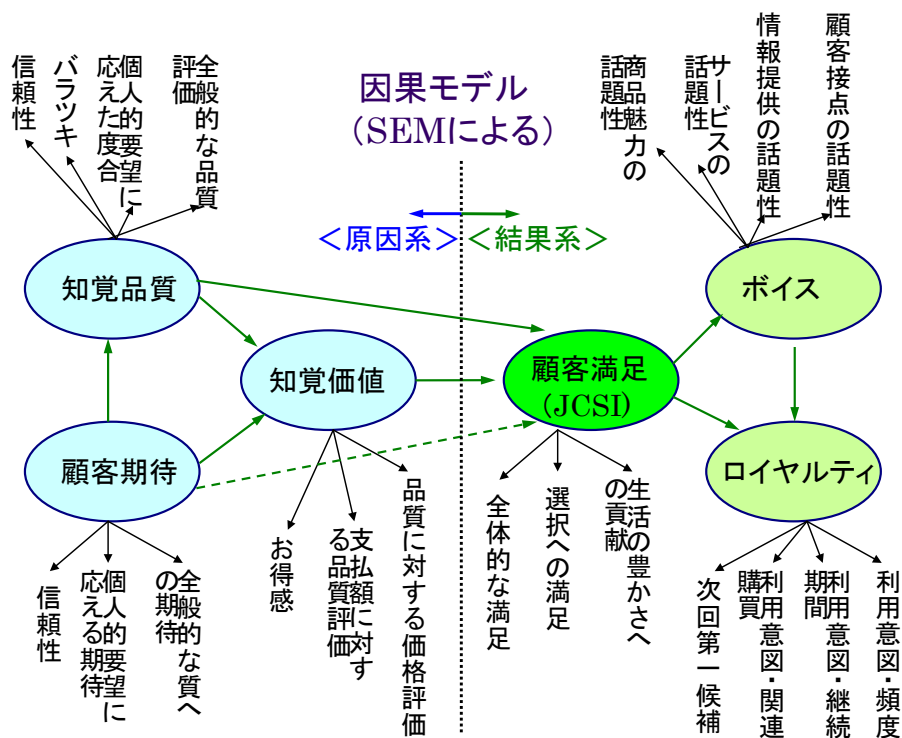 因果モデル
（SEMによる）
＜原因系＞
＜結果系＞
信頼性
バラツキ
個人的要望に
応えた度合
全般的な品質
評価
商品魅力の
話題性
サービスの
話題性
情報提供の話題性
顧客接点の話題性
知覚品質
ボイス
知覚価値
顧客満足
(JCSI)
顧客期待
ロイヤルティ
信頼性
個人的要望に
応える期待
全般的な質へ
の期待
お得感
支払額に対す
る品質評価
品質に対する価格評価
全体的な満足
選択への満足
生活の豊かさへ
の貢献
次回第一候補
利用意図・関連
購買
利用意図・継続
期間
利用意図・頻度